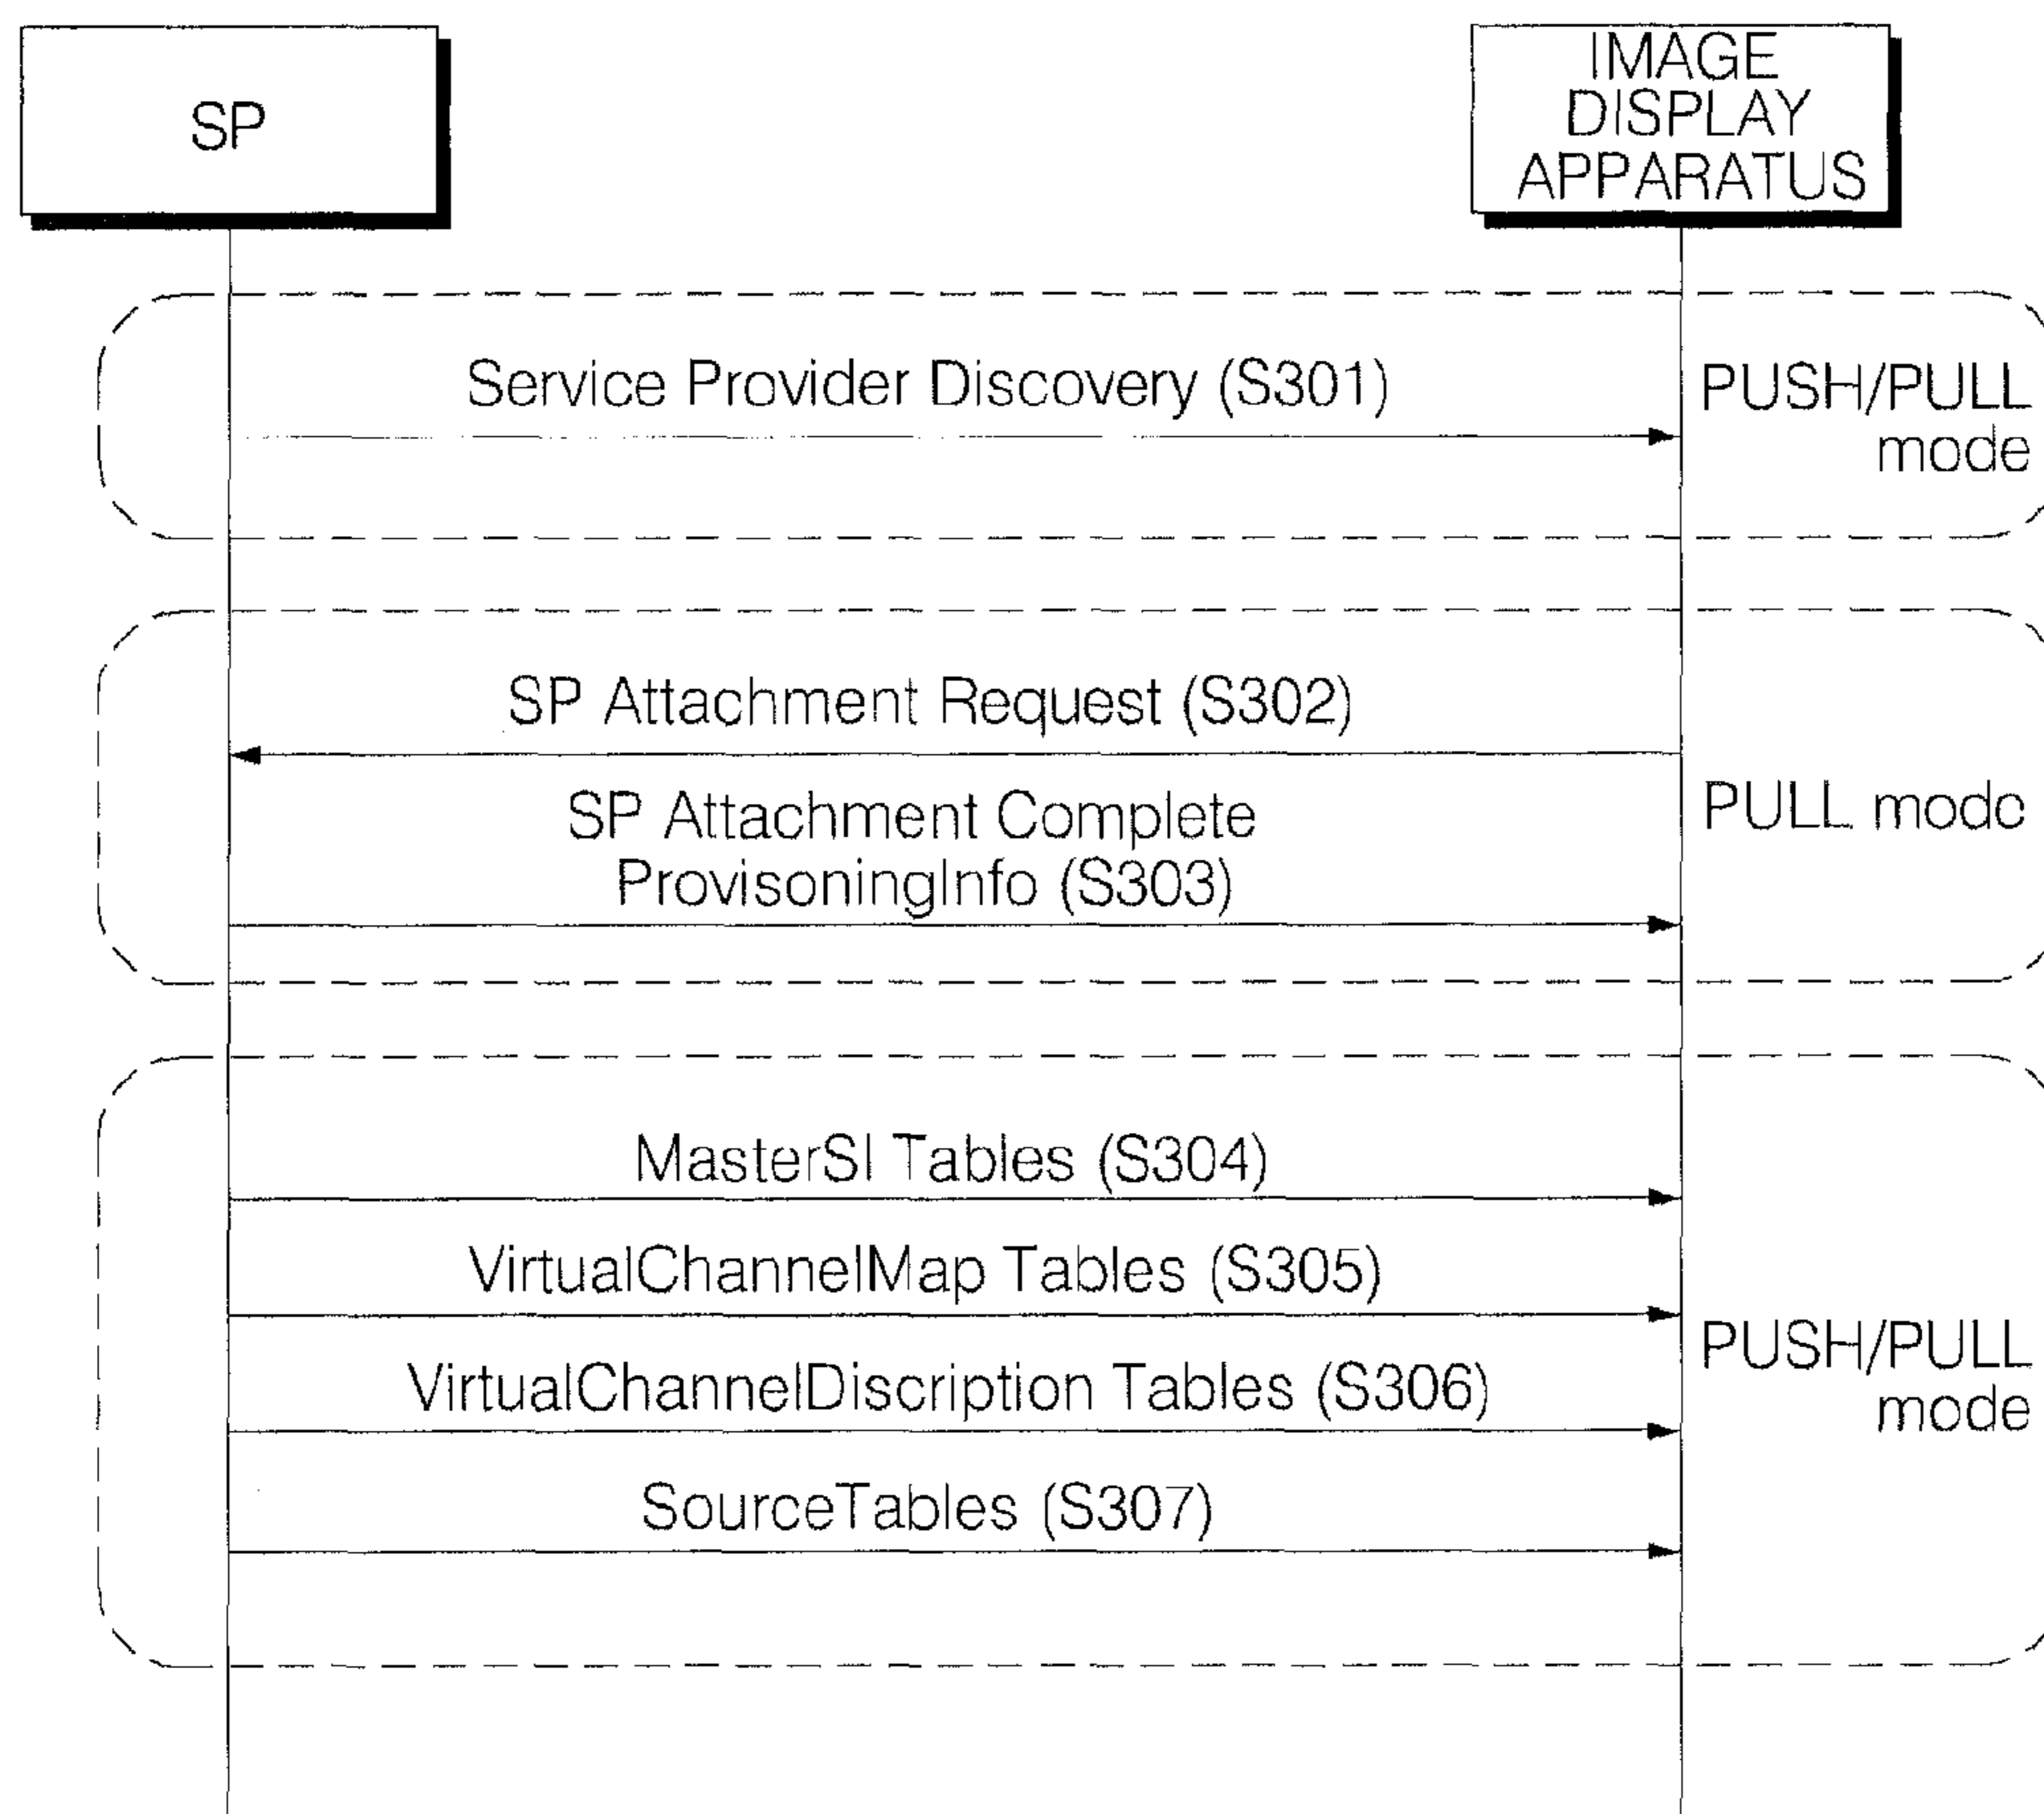 SP
IMAGE
DISPLAY
APPARATUS
Service Provider Discovery (S301)
PUSH/PULL
mode
SP Attachment Request (S302)
SP Attachment Complete
ProvisoningInfo (S303)
PULL mode
MasterSI Tables (S304)
VirtualChannelMap Tables (S305)
VirtualChannelDiscription Tables (S306)
PUSH/PULL
mode
SourceTables (S307)